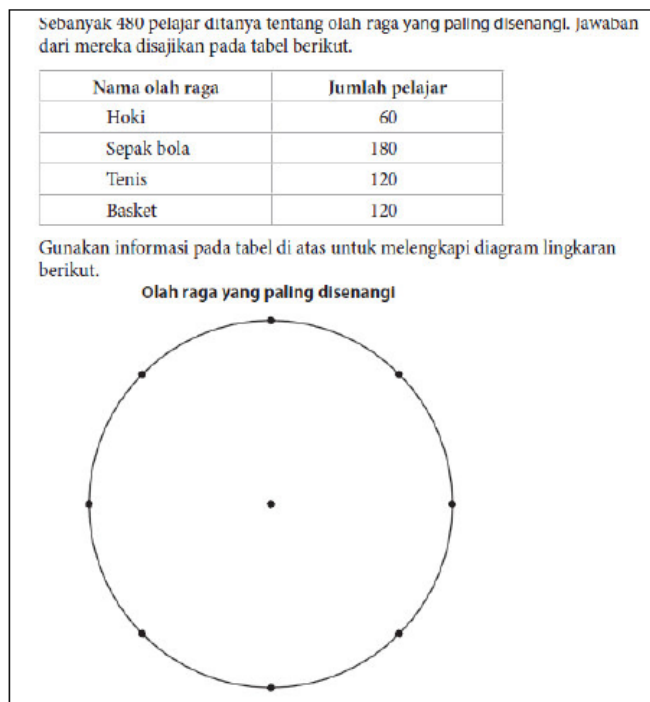 Sebanyak 480 pelajar ditanya tentang olah raga yang paling disenangi. Jawaban
dari mereka disajikan pada tabel berikut.
Nama olah raga Jumlah pelajar
Hoki 60
Sepak bola 180
Tenis 120
Basket 120
Gunakan informasi pada tabel di atas untuk melengkapi diagram lingkaran
berikut.
Olah raga yang paling disenangi